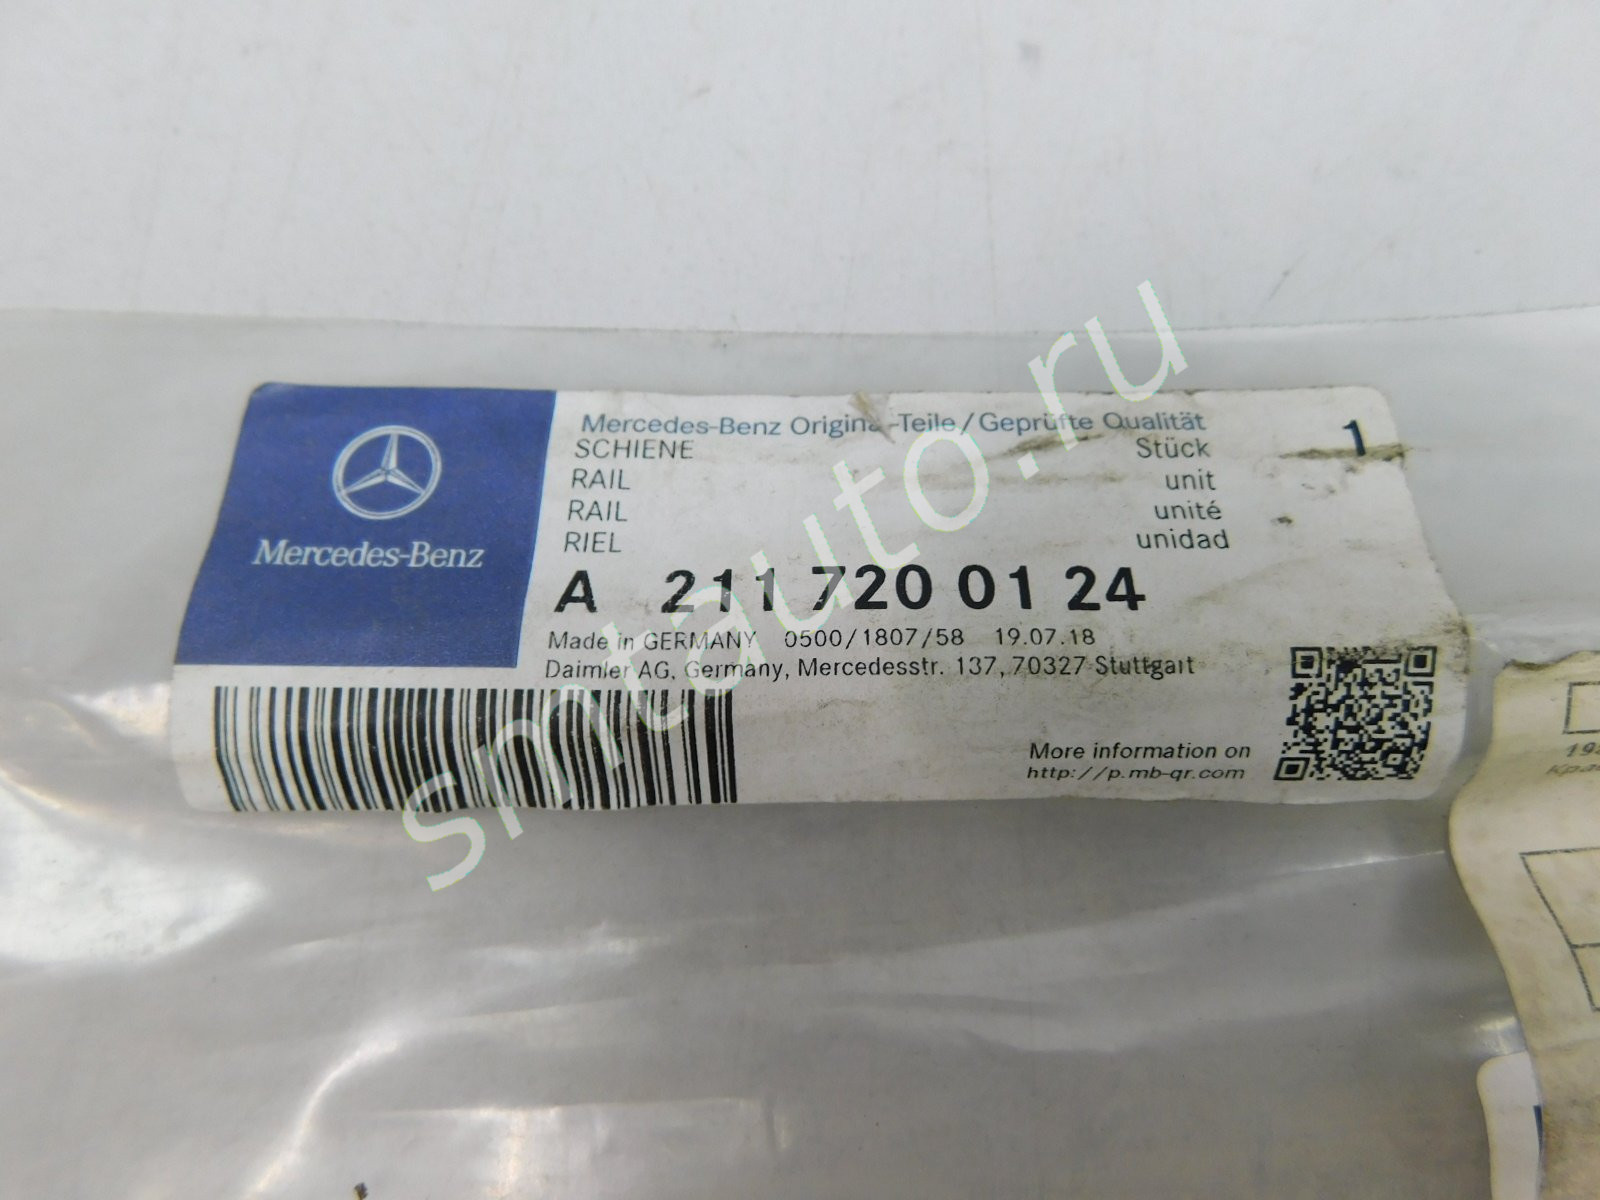 Mercedes-Benz
Mercedes-Benz Original-Teile/Geprüfte Qualität
SCHIENE Stück 1
RAIL unit
RAIL unité
RIEL unidad
A 211 720 01 24
Made in GERMANY 0500/1807/58 19.07.18
Daimler AG, Germany, Mercedesstr. 137, 70327 Stuttgart
More information on
http://p.mb-qr.com
smtauto.ru